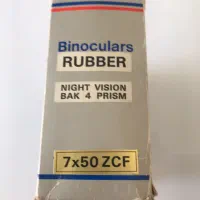 Binoculars
RUBBER
NIGHT VISION
BAK 4 PRISM
7x50 ZCF